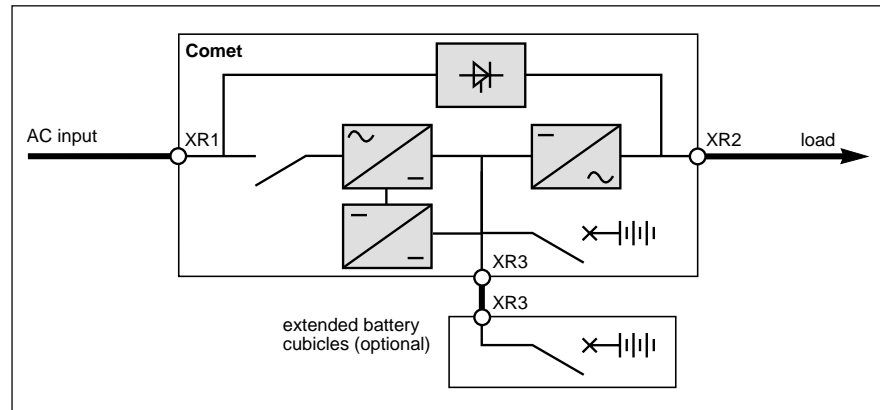 Comet
AC input
XR1
XR2
load
XR3
XR3
extended battery
cubicles (optional)